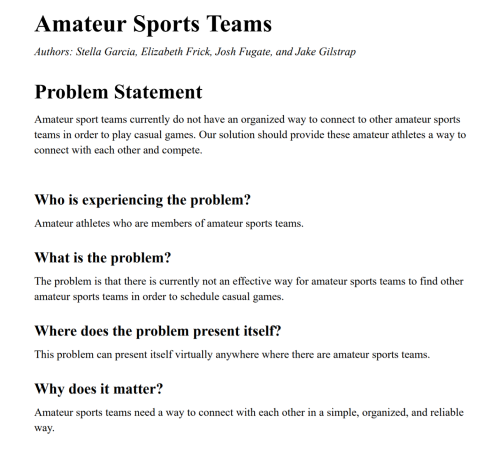 Amateur Sports Teams
Authors: Stella Garcia, Elizabeth Frick, Josh Fugate, and Jake Gilstrap
Problem Statement
Amateur sport teams currently do not have an organized way to connect to other amateur sports
teams in order to play casual games. Our solution should provide these amateur athletes a way to
connect with each other and compete.
Who is experiencing the problem?
Amateur athletes who are members of amateur sports teams.
What is the problem?
The problem is that there is currently not an effective way for amateur sports teams to find other
amateur sports teams in order to schedule casual games.
Where does the problem present itself?
This problem can present itself virtually anywhere where there are amateur sports teams.
Why does it matter?
Amateur sports teams need a way to connect with each other in a simple, organized, and reliable
way.